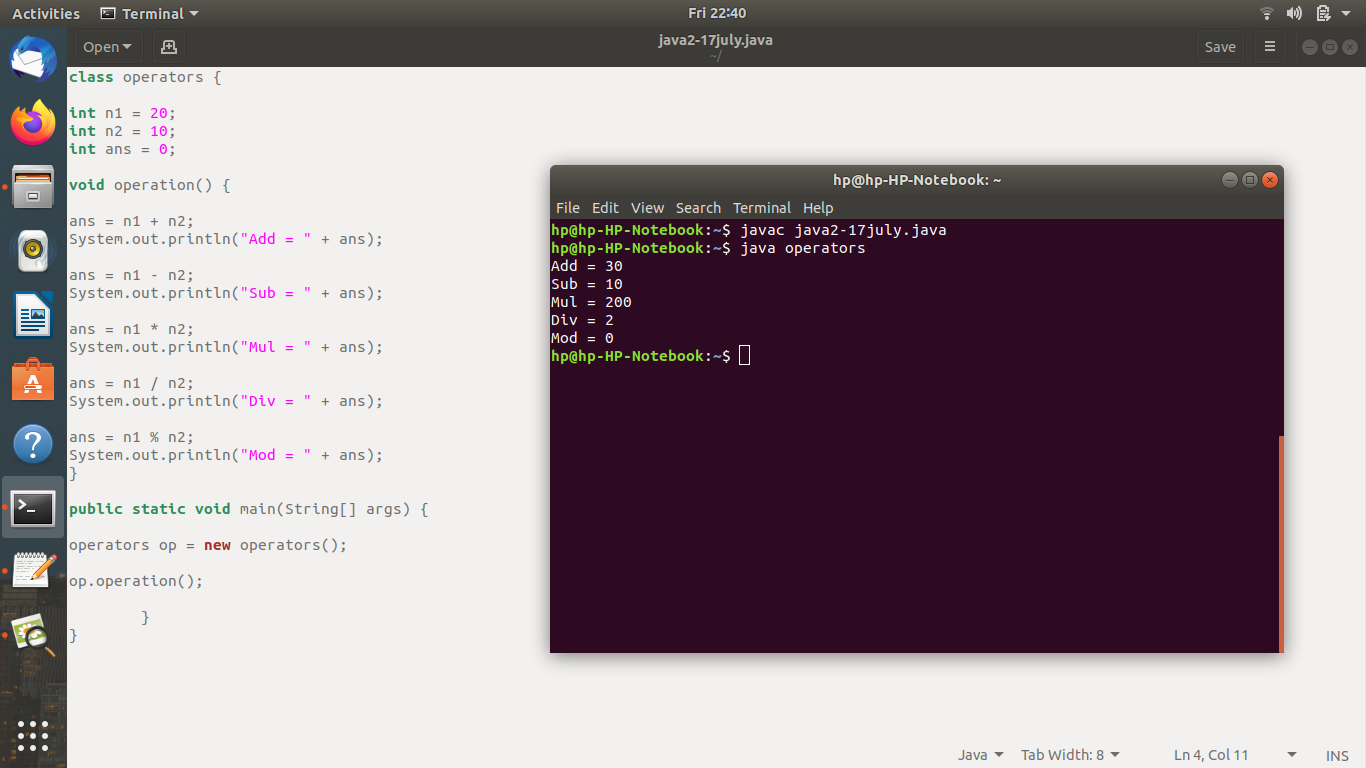 Activities
Terminal
Fri 22:40
Open
java2-17july.java
~/
Save
class operators {
int n1 = 20;
int n2 = 10;
int ans = 0;
void operation() {
ans = n1 + n2;
System.out.println("Add = " + ans);
ans = n1 - n2;
System.out.println("Sub = " + ans);
ans = n1 * n2;
System.out.println("Mul = " + ans);
ans = n1 / n2;
System.out.println("Div = " + ans);
ans = n1 % n2;
System.out.println("Mod = " + ans);
}
public static void main(String[] args) {
operators op = new operators();
op.operation();
}
}
hp@hp-HP-Notebook: ~
File Edit View Search Terminal Help
hp@hp-HP-Notebook:~$ javac java2-17july.java
hp@hp-HP-Notebook:~$ java operators
Add = 30
Sub = 10
Mul = 200
Div = 2
Mod = 0
hp@hp-HP-Notebook:~$
Java Tab Width: 8 Ln 4, Col 11 INS